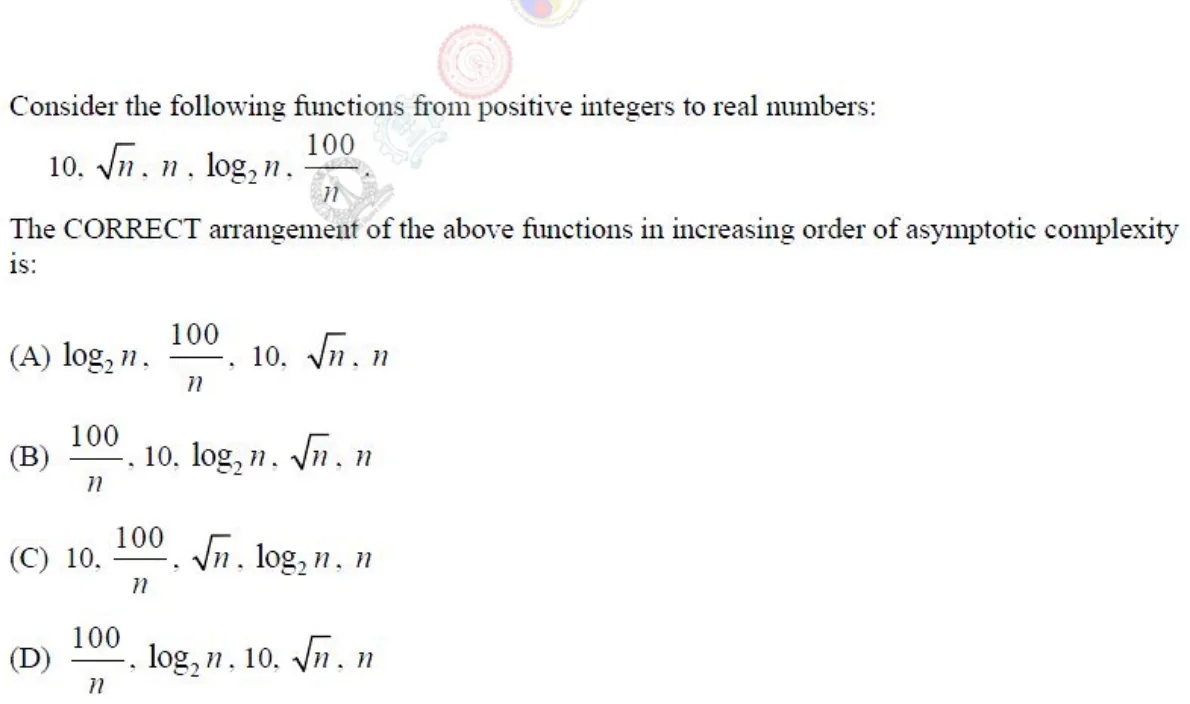 Consider the following functions from positive integers to real numbers:
10, √n, n, log₂ n, 100/n.
The CORRECT arrangement of the above functions in increasing order of asymptotic complexity
is:
(A) log₂ n, 100/n, 10, √n, n
(B) 100/n, 10, log₂ n, √n, n
(C) 10, 100/n, √n, log₂ n, n
(D) 100/n, log₂ n, 10, √n, n